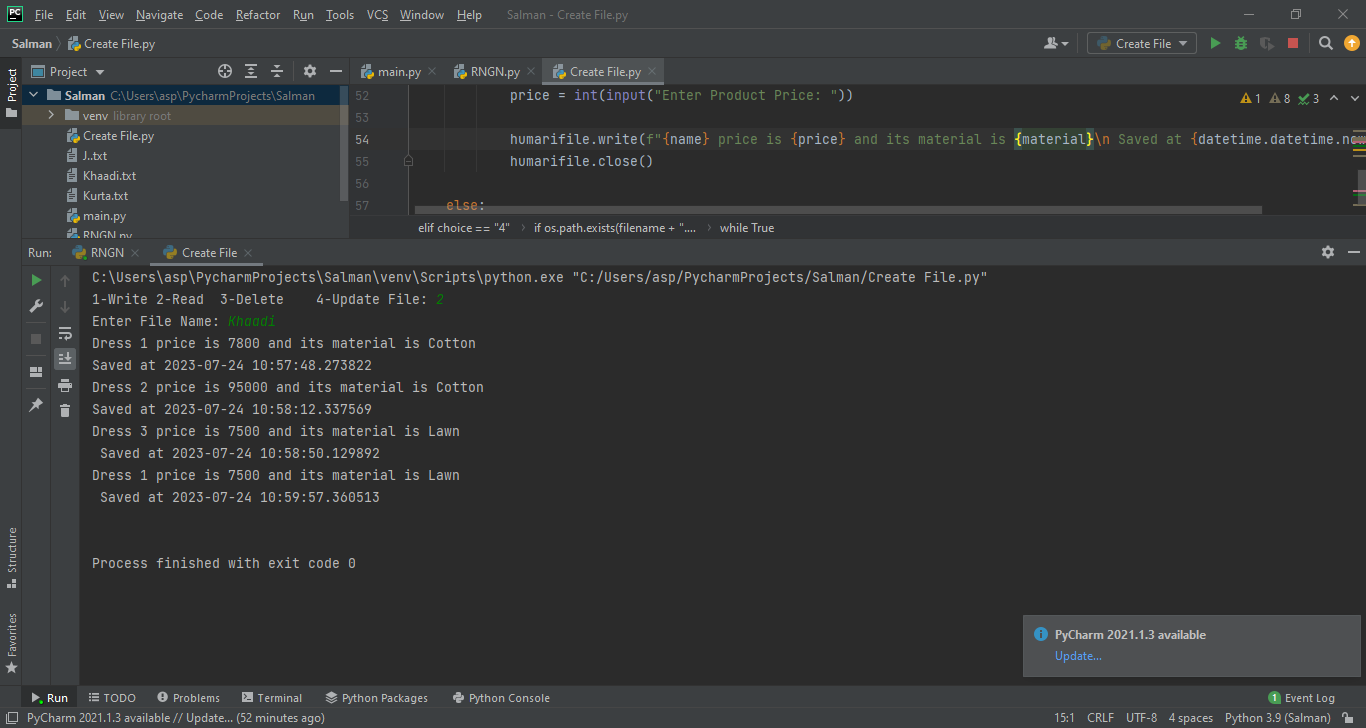 PC File Edit View Navigate Code Refactor Run Tools VCS Window Help Salman - Create File.py
Salman Create File.py Create File
Project main.py RNGN.py Create File.py
Project
Salman C:\Users\asp\PycharmProjects\Salman
venv library root
Create File.py
J..txt
Khaadi.txt
Kurta.txt
main.py
RNGN.py
52 price = int(input("Enter Product Price: "))
1 8 3
53
54 humarifile.write(f"{name} price is {price} and its material is {material}\n Saved at {datetime.datetime.now
55 humarifile.close()
56
57 else:
elif choice == "4" if os.path.exists(filename + ".... while True
Run: RNGN Create File
C:\Users\asp\PycharmProjects\Salman\venv\Scripts\python.exe "C:/Users/asp/PycharmProjects/Salman/Create File.py"
1-Write 2-Read 3-Delete 4-Update File: 2
Enter File Name: Khaadi
Dress 1 price is 7800 and its material is Cotton
Saved at 2023-07-24 10:57:48.273822
Dress 2 price is 95000 and its material is Cotton
Saved at 2023-07-24 10:58:12.337569
Dress 3 price is 7500 and its material is Lawn
Saved at 2023-07-24 10:58:50.129892
Dress 1 price is 7500 and its material is Lawn
Saved at 2023-07-24 10:59:57.360513
Process finished with exit code 0
Structure
Favorites
PyCharm 2021.1.3 available
Update...
Run TODO Problems Terminal Python Packages Python Console 1 Event Log
PyCharm 2021.1.3 available // Update... (52 minutes ago) 15:1 CRLF UTF-8 4 spaces Python 3.9 (Salman)